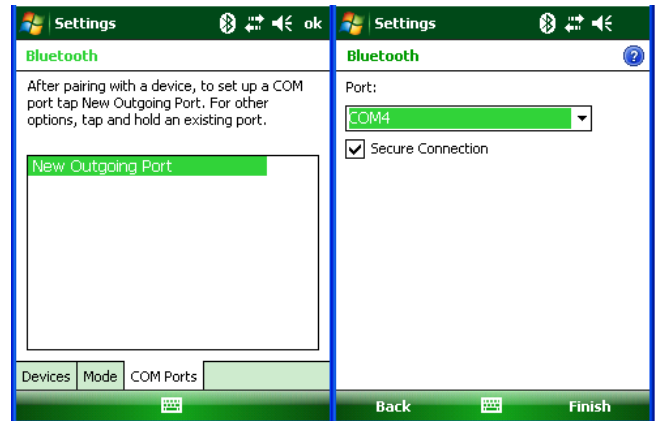 Settings
ok
Bluetooth
After pairing with a device, to set up a COM
port tap New Outgoing Port. For other
options, tap and hold an existing port.
New Outgoing Port
Devices
Mode
COM Ports
Settings
Bluetooth
?
Port:
COM4
Secure Connection
Back
Finish